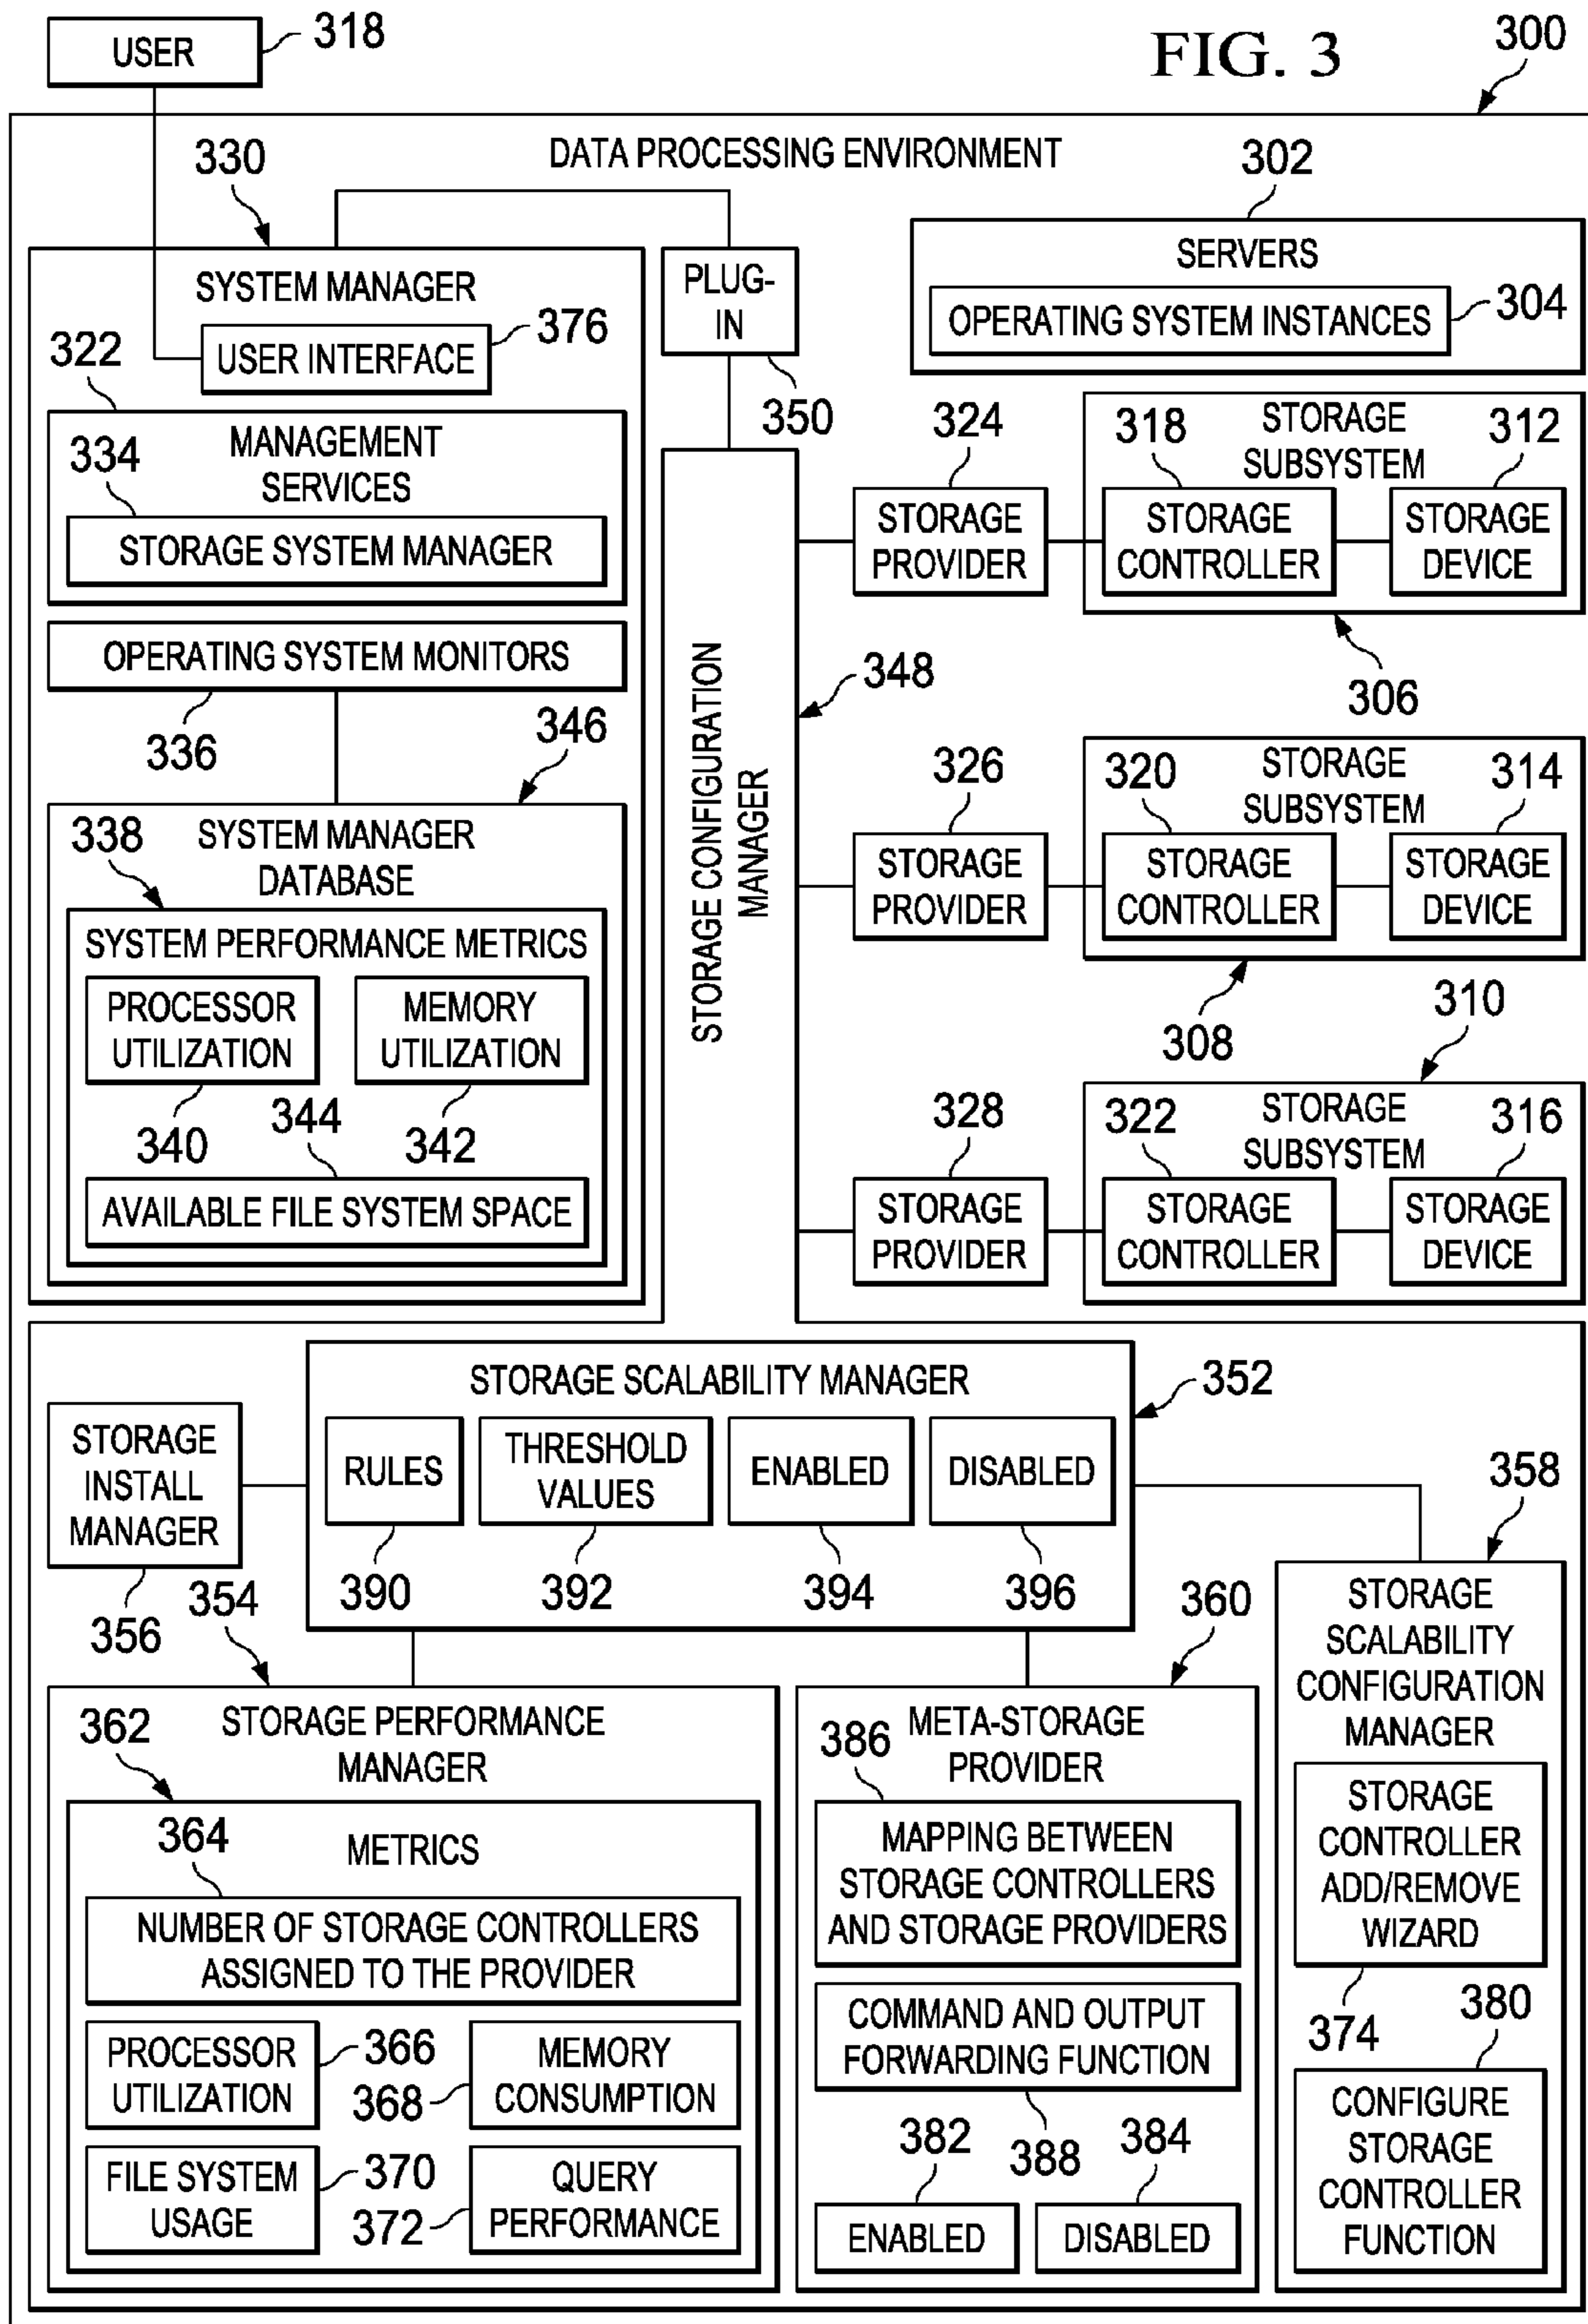 USER
318
FIG. 3
300
DATA PROCESSING ENVIRONMENT
330
SYSTEM MANAGER
USER INTERFACE
376
322
MANAGEMENT
SERVICES
334
STORAGE SYSTEM MANAGER
OPERATING SYSTEM MONITORS
336
346
SYSTEM MANAGER
DATABASE
338
SYSTEM PERFORMANCE METRICS
PROCESSOR
UTILIZATION
340
MEMORY
UTILIZATION
342
344
AVAILABLE FILE SYSTEM SPACE
PLUG-
IN
350
STORAGE CONFIGURATION
MANAGER
348
302
SERVERS
OPERATING SYSTEM INSTANCES
304
324
STORAGE
PROVIDER
STORAGE
SUBSYSTEM
318
STORAGE
CONTROLLER
312
STORAGE
DEVICE
306
326
STORAGE
PROVIDER
STORAGE
SUBSYSTEM
320
STORAGE
CONTROLLER
314
STORAGE
DEVICE
308
310
328
STORAGE
PROVIDER
STORAGE
SUBSYSTEM
322
STORAGE
CONTROLLER
316
STORAGE
DEVICE
STORAGE SCALABILITY MANAGER
352
RULES
390
THRESHOLD
VALUES
392
ENABLED
394
DISABLED
396
STORAGE
INSTALL
MANAGER
356
354
STORAGE PERFORMANCE
MANAGER
362
METRICS
364
NUMBER OF STORAGE CONTROLLERS
ASSIGNED TO THE PROVIDER
PROCESSOR
UTILIZATION
366
MEMORY
CONSUMPTION
368
FILE SYSTEM
USAGE
370
QUERY
PERFORMANCE
372
360
META-STORAGE
PROVIDER
386
MAPPING BETWEEN
STORAGE CONTROLLERS
AND STORAGE PROVIDERS
COMMAND AND OUTPUT
FORWARDING FUNCTION
388
382
ENABLED
384
DISABLED
358
STORAGE
SCALABILITY
CONFIGURATION
MANAGER
STORAGE
CONTROLLER
ADD/REMOVE
WIZARD
374
380
CONFIGURE
STORAGE
CONTROLLER
FUNCTION